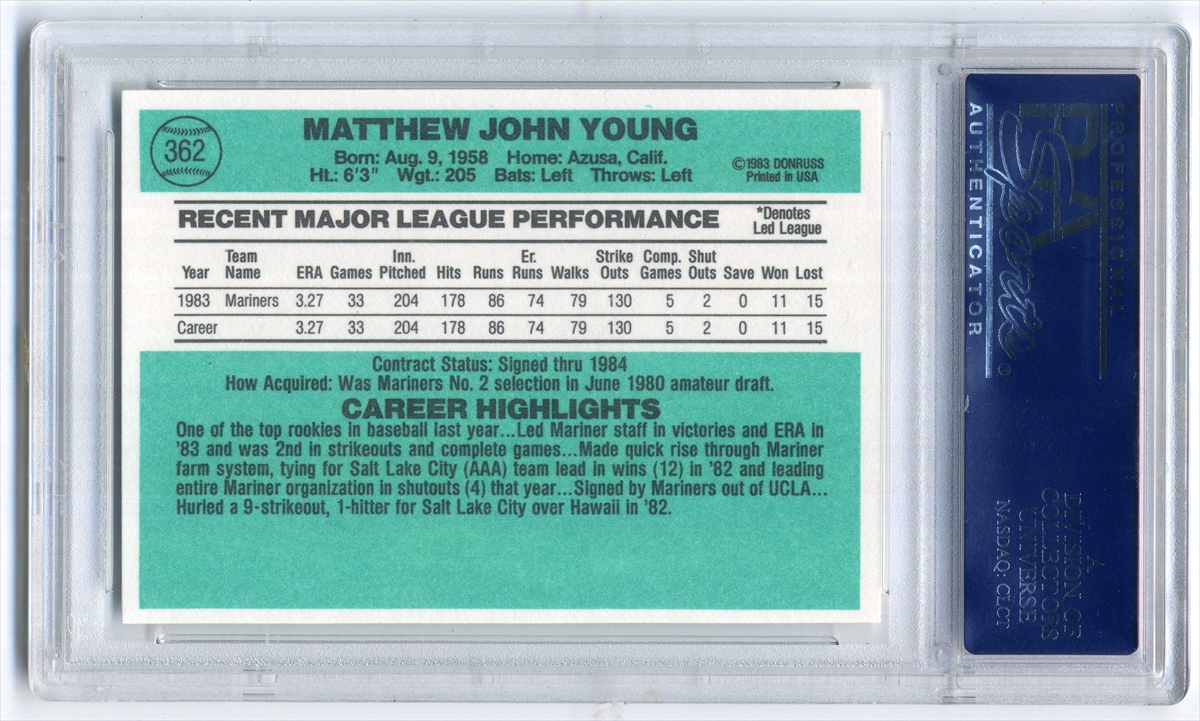 362
MATTHEW JOHN YOUNG
Born: Aug. 9, 1958 Home: Azusa, Calif.
Ht.: 6'3" Wgt.: 205 Bats: Left Throws: Left
©1983 DONRUSS
Printed in USA
RECENT MAJOR LEAGUE PERFORMANCE
*Denotes
Led League
Year Team Name ERA Games Inn. Pitched Hits Runs Er. Runs Walks Strike Outs Comp. Games Shut Outs Save Won Lost
1983 Mariners 3.27 33 204 178 86 74 79 130 5 2 0 11 15
Career 3.27 33 204 178 86 74 79 130 5 2 0 11 15
Contract Status: Signed thru 1984
How Acquired: Was Mariners No. 2 selection in June 1980 amateur draft.
CAREER HIGHLIGHTS
One of the top rookies in baseball last year...Led Mariner staff in victories and ERA in
'83 and was 2nd in strikeouts and complete games...Made quick rise through Mariner
farm system, tying for Salt Lake City (AAA) team lead in wins (12) in '82 and leading
entire Mariner organization in shutouts (4) that year...Signed by Mariners out of UCLA...
Hurled a 9-strikeout, 1-hitter for Salt Lake City over Hawaii in '82.
PROFESSIONAL
PSA
Sports
®
AUTHENTICATOR
A
DIVISION OF
COLLECTORS
UNIVERSE
NASDAQ: CLCT